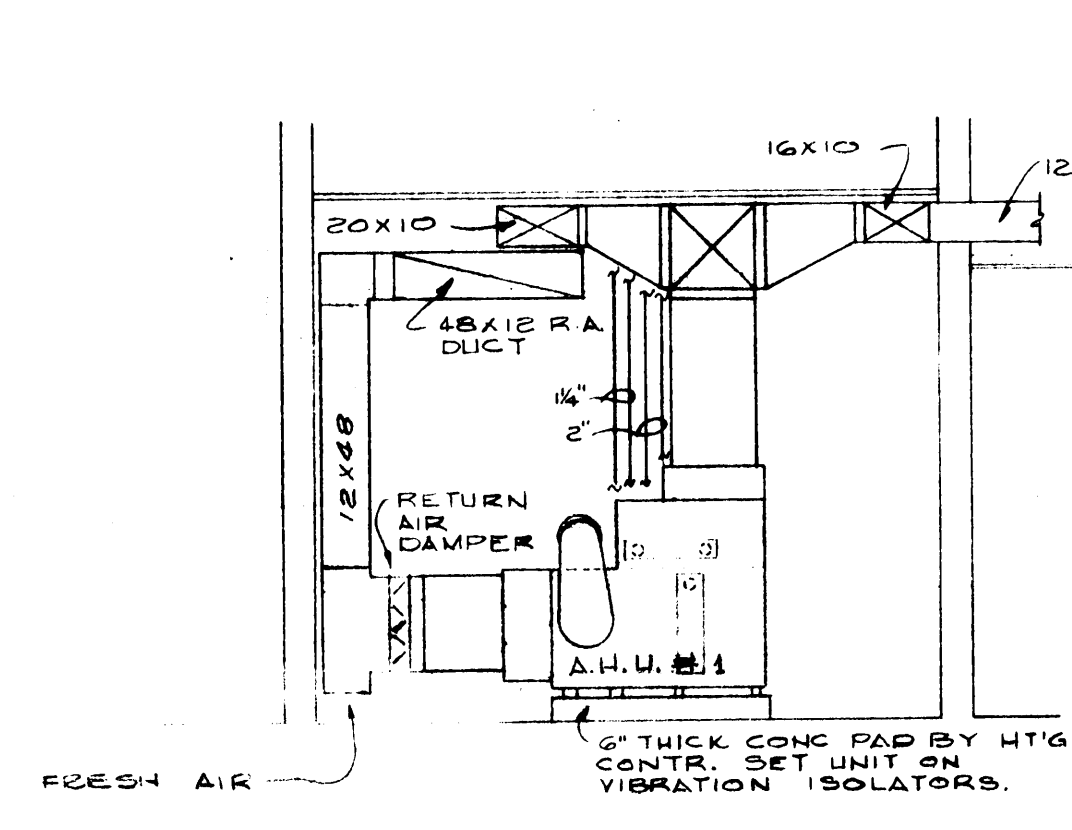 16X10
12
20X10
48X12 R.A.
DUCT
1¼"
2"
12X48
RETURN
AIR
DAMPER
A.H.U. # 1
6" THICK CONC PAD BY HT'G
CONTR. SET UNIT ON
VIBRATION ISOLATORS.
FRESH AIR